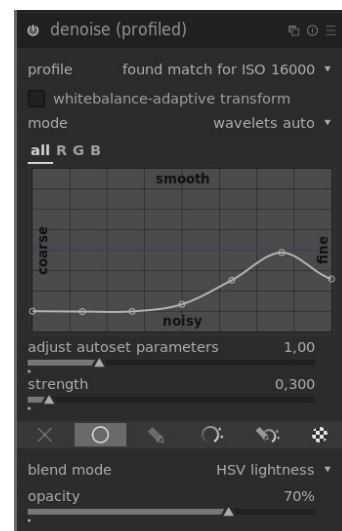 denoise (profiled)
profile found match for ISO 16000
whitebalance-adaptive transform
mode wavelets auto
all R G B
smooth
coarse
fine
noisy
adjust autoset parameters 1,00
strength 0,300
blend mode HSV lightness
opacity 70%